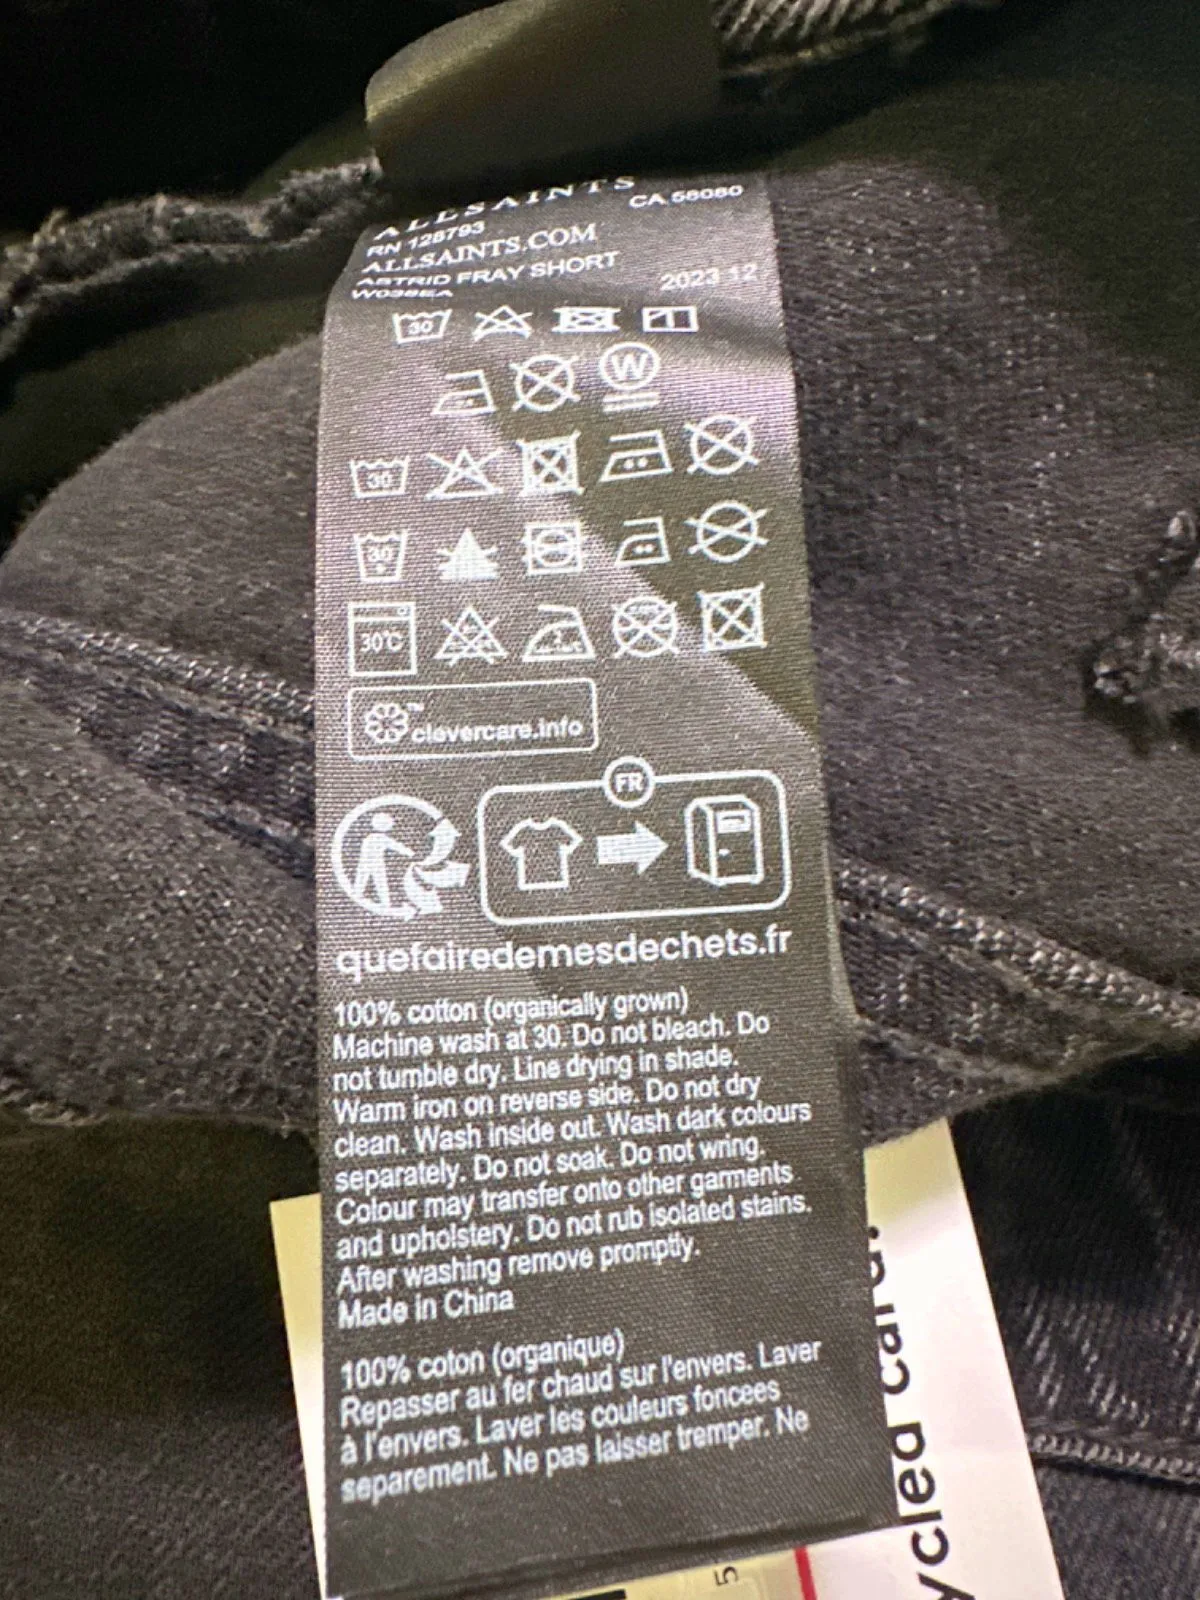 ALLSAINTS
RN 128793 CA 58080
ALLSAINTS.COM
ASTRID FRAY SHORT
W038EA 2023 12
30
W
30
30
30°C
clevercare.info
TM
FR
quefairedemesdechets.fr
100% cotton (organically grown)
Machine wash at 30. Do not bleach. Do
not tumble dry. Line drying in shade.
Warm iron on reverse side. Do not dry
clean. Wash inside out. Wash dark colours
separately. Do not soak. Do not wring.
Colour may transfer onto other garments
and upholstery. Do not rub isolated stains.
After washing remove promptly.
Made in China
100% coton (organique)
Repasser au fer chaud sur l'envers. Laver
à l'envers. Laver les couleurs foncees
separement. Ne pas laisser tremper. Ne
ycled card.
5